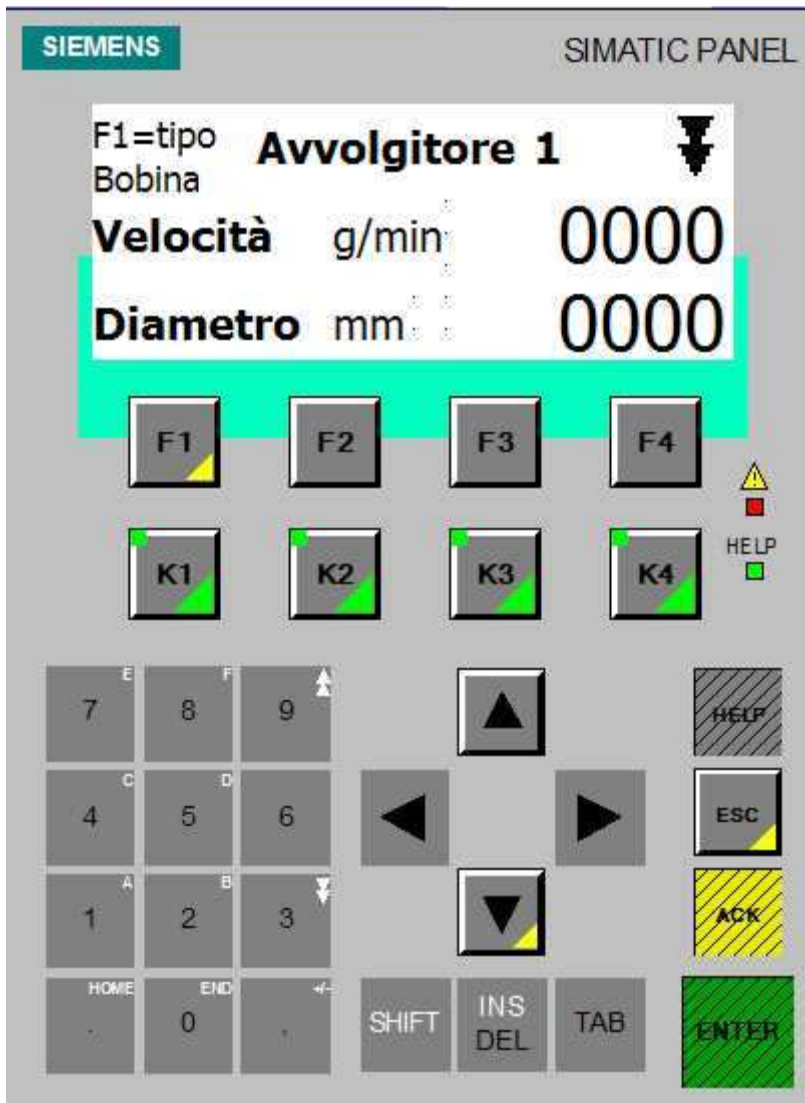 SIEMENS SIMATIC PANEL
F1=tipo Avvolgitore 1
Bobina
Velocità g/min 0000
Diametro mm 0000
F1 F2 F3 F4
HELP
K1 K2 K3 K4
E F
7 8 9 HELP
C D
4 5 6 ESC
A B
1 2 3 ACK
HOME END +/-
. 0 , SHIFT INS DEL TAB ENTER